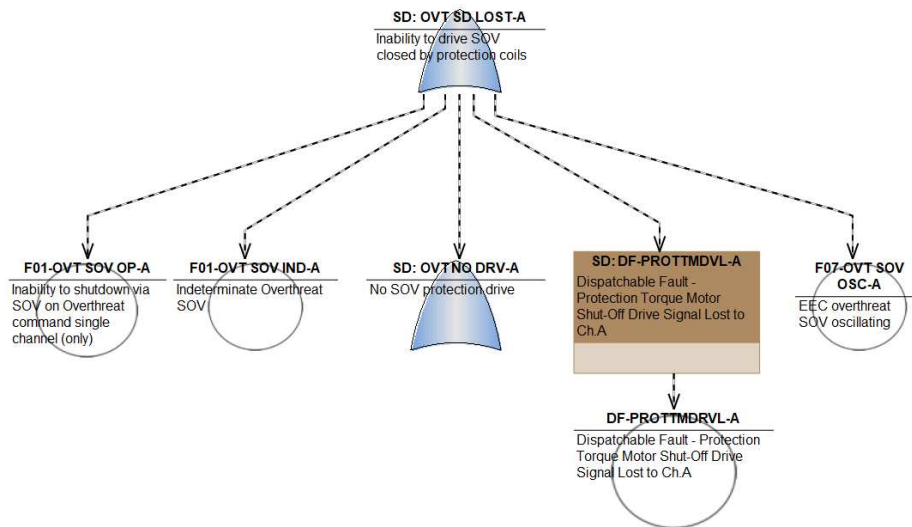 SD: OVT SD LOST-A
Inability to drive SOV
closed by protection coils
F01-OVT SOV OP-A
Inability to shutdown via
SOV on Overthreat
command single
channel (only)
F01-OVT SOV IND-A
Indeterminate Overthreat
SOV
SD: OVT NO DRV-A
No SOV protection drive
SD: DF-PROTTMDVL-A
Dispatchable Fault -
Protection Torque Motor
Shut-Off Drive Signal Lost to
Ch.A
F07-OVT SOV
OSC-A
EEC overthreat
SOV oscillating
DF-PROTTMDRVL-A
Dispatchable Fault - Protection
Torque Motor Shut-Off Drive
Signal Lost to Ch.A